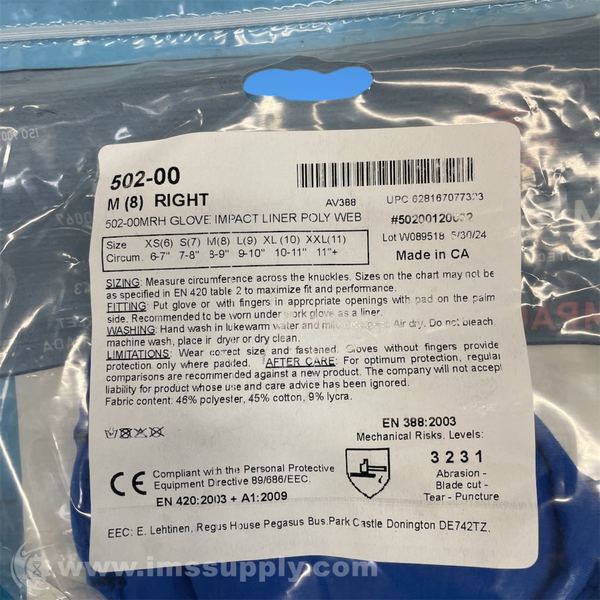 502-00
M (8) RIGHT
AV388 UPC 628167077323
502-00MRH GLOVE IMPACT LINER POLY WEB
Lot W089518 5/30/24
Made in CA
Size XS(6) S(7) M(8) L(9) XL (10) XXL(11)
Circum. 6-7" 7-8" 8-9" 9-10" 10-11" 11"+
SIZING: Measure circumference across the knuckles. Sizes on the chart may not be
as specified in EN 420 table 2 to maximize fit and performance.
FITTING: Put glove or with fingers in appropriate openings with pad on the palm
side. Recommended to be worn under work glove as a liner.
WASHING: Hand wash in lukewarm water and Air dry. Do not bleach,
machine wash, place in dryer or dry clean.
LIMITATIONS: Wear correct size and fastened. Gloves without fingers provide
protection only where padded. AFTER CARE: For optimum protection, regular
comparisons are recommended against a new product. The company will not accept
liability for product whose use and care advice has been ignored.
Fabric content: 46% polyester, 45% cotton, 9% lycra.
EN 388:2003
Mechanical Risks. Levels:
3 2 3 1
Abrasion -
Blade cut -
Tear - Puncture
CE Compliant with the Personal Protective
Equipment Directive 89/686/EEC.
EN 420:2003 + A1:2009
EEC: E. Lehtinen, Regus House Pegasus Bus.Park Castle Donington DE742TZ.
www.imssupply.com